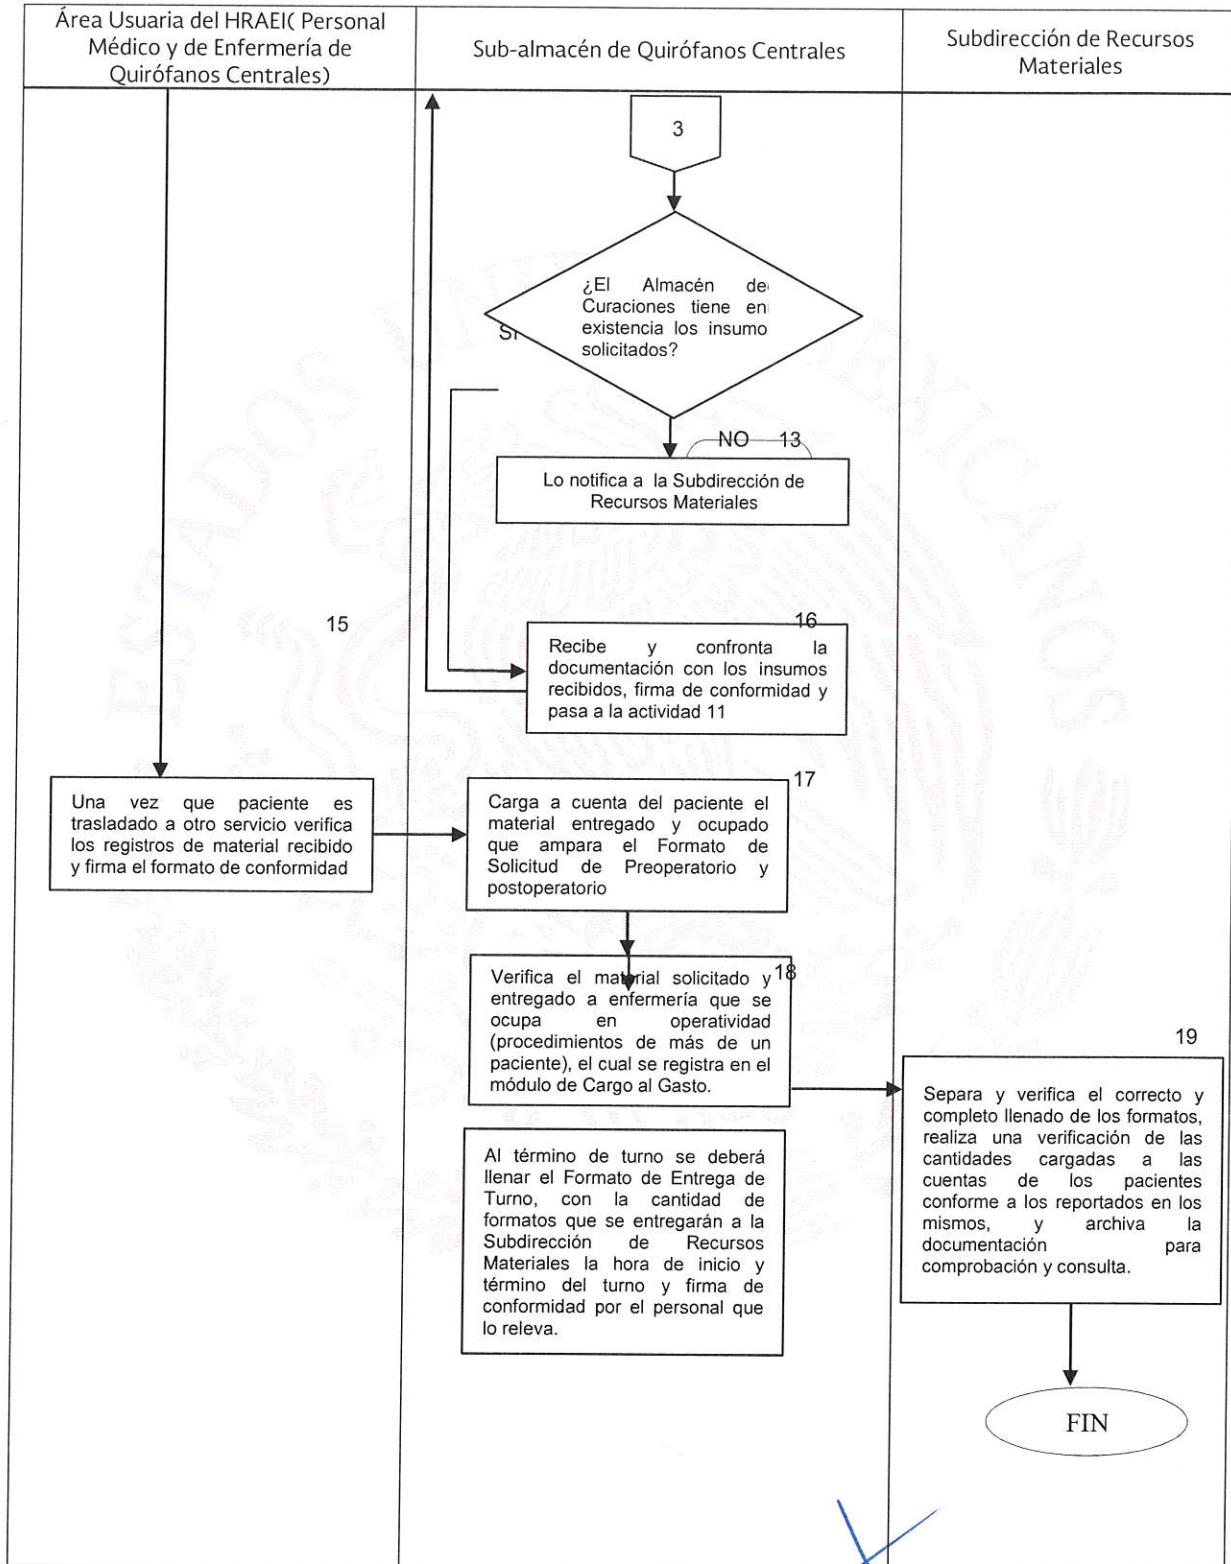 Área Usuaria del HRAEI( Personal
Médico y de Enfermería de
Quirófanos Centrales)
Sub-almacén de Quirófanos Centrales
Subdirección de Recursos
Materiales
3
¿El Almacén de
Curaciones tiene en
existencia los insumo
solicitados?
SI
NO 13
Lo notifica a la Subdirección de
Recursos Materiales
15
16
Recibe y confronta la
documentación con los insumos
recibidos, firma de conformidad y
pasa a la actividad 11
Una vez que paciente es
trasladado a otro servicio verifica
los registros de material recibido
y firma el formato de conformidad
17
Carga a cuenta del paciente el
material entregado y ocupado
que ampara el Formato de
Solicitud de Preoperatorio y
postoperatorio
18
Verifica el material solicitado y
entregado a enfermería que se
ocupa en operatividad
(procedimientos de más de un
paciente), el cual se registra en el
módulo de Cargo al Gasto.
Al término de turno se deberá
llenar el Formato de Entrega de
Turno, con la cantidad de
formatos que se entregarán a la
Subdirección de Recursos
Materiales la hora de inicio y
término del turno y firma de
conformidad por el personal que
lo releva.
19
Separa y verifica el correcto y
completo llenado de los formatos,
realiza una verificación de las
cantidades cargadas a las
cuentas de los pacientes
conforme a los reportados en los
mismos, y archiva la
documentación para
comprobación y consulta.
FIN
ESTADOS UNIDOS MEXICANOS